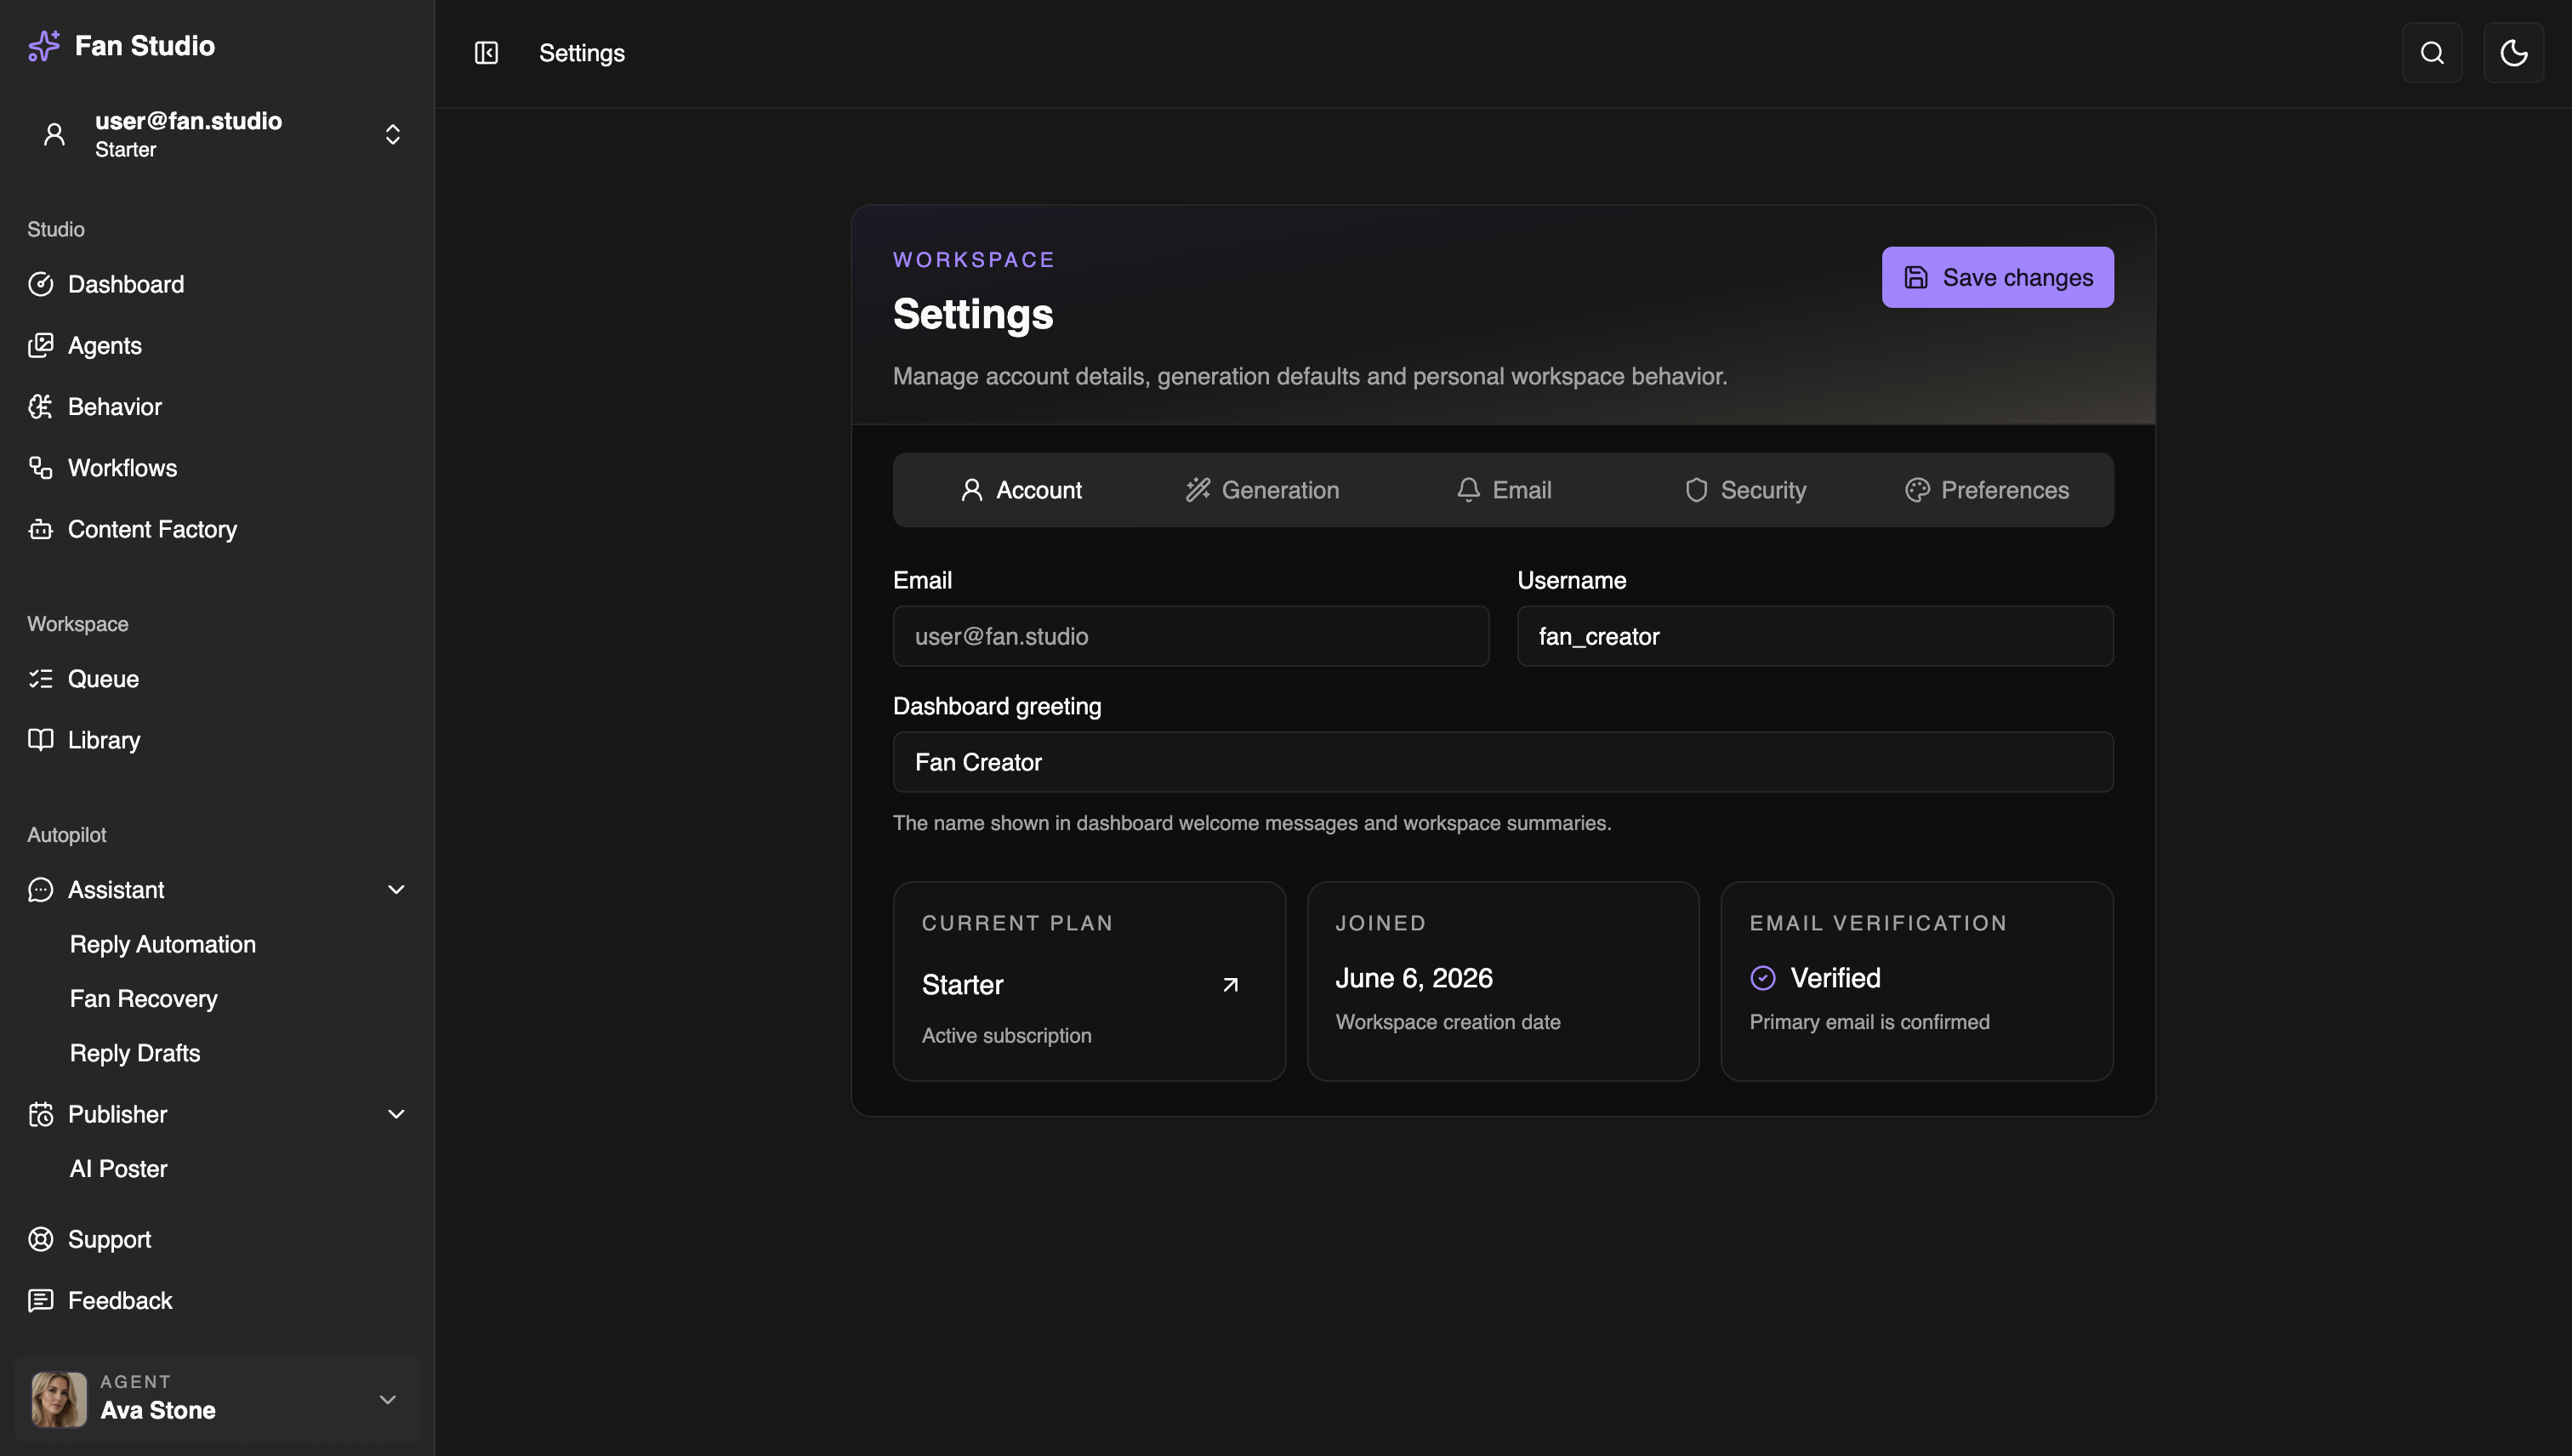 Fan Studio
user@fan.studio
Starter
Studio
Dashboard
Agents
Behavior
Workflows
Content Factory
Workspace
Queue
Library
Autopilot
Assistant
Reply Automation
Fan Recovery
Reply Drafts
Publisher
AI Poster
Support
Feedback
AGENT
Ava Stone
Settings
WORKSPACE
Settings
Manage account details, generation defaults and personal workspace behavior.
Save changes
Account
Generation
Email
Security
Preferences
Email
user@fan.studio
Username
fan_creator
Dashboard greeting
Fan Creator
The name shown in dashboard welcome messages and workspace summaries.
CURRENT PLAN
Starter
Active subscription
JOINED
June 6, 2026
Workspace creation date
EMAIL VERIFICATION
Verified
Primary email is confirmed